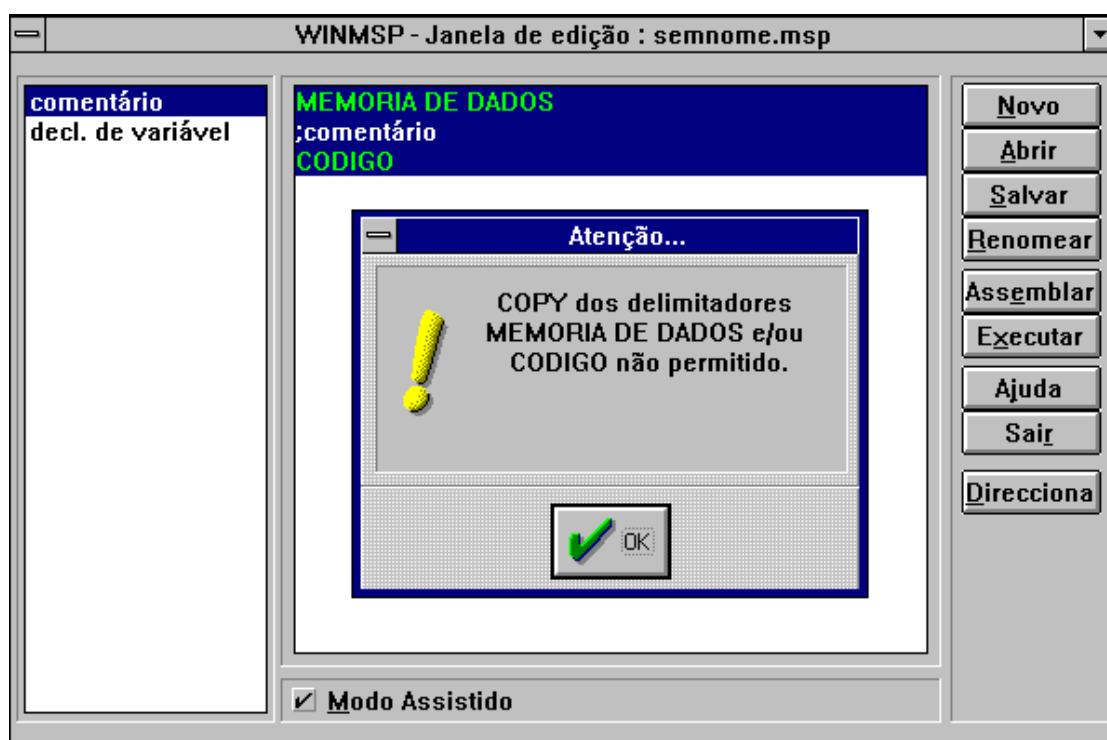 WINMSP - Janela de edição : semnome.msp
comentário
decl. de variável
MEMORIA DE DADOS
;comentário
CODIGO
Atenção...
COPY dos delimitadores
MEMORIA DE DADOS e/ou
CODIGO não permitido.
OK
Modo Assistido
Novo
Abrir
Salvar
Renomear
Assemblar
Executar
Ajuda
Sair
Direcciona